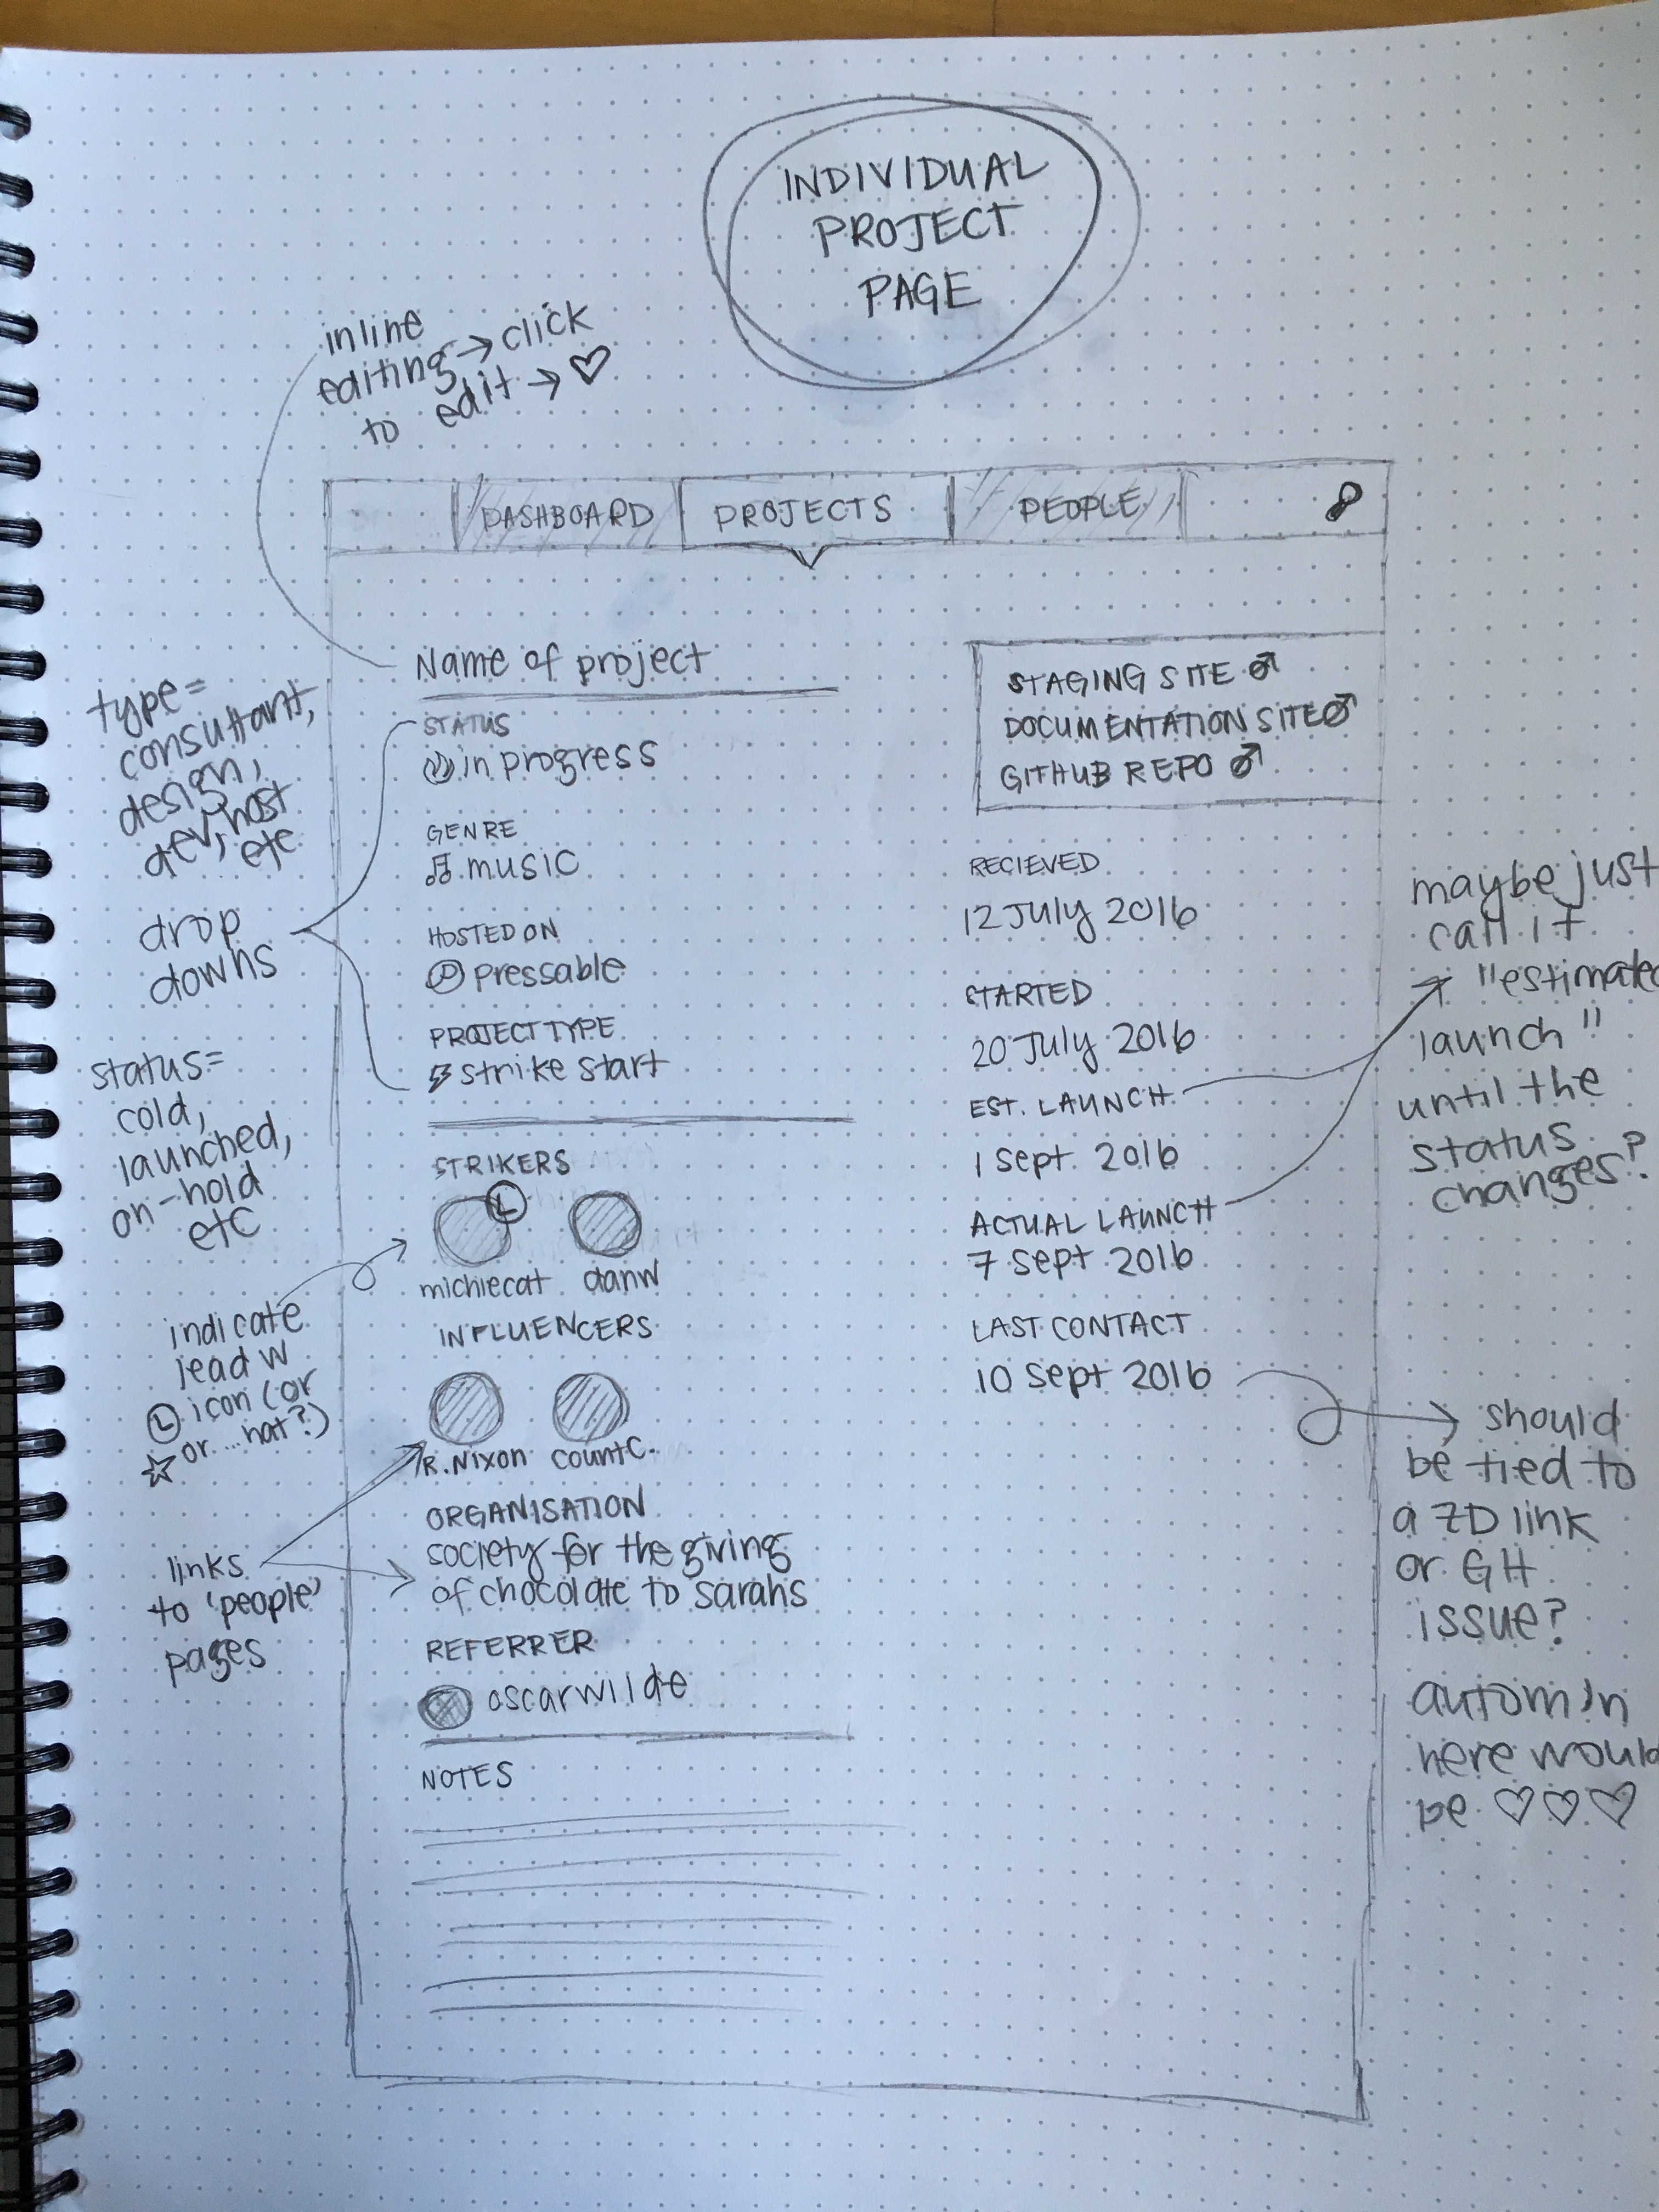 INDIVIDUAL
PROJECT
PAGE
inline
editing → click
to edit → ♡
DASHBOARD
PROJECTS
PEOPLE
Name of project
STATUS
in progress
GENRE
music
HOSTED ON
pressable
PROJECT TYPE
strike start
STRIKERS
L
michiecat danw
INFLUENCERS
R. Nixon countC.
ORGANISATION
society for the giving
of chocolate to sarahs
REFERRER
oscarwilde
NOTES
STAGING SITE
DOCUMENTATION SITE
GITHUB REPO
RECIEVED
12 July 2016
STARTED
20 July 2016
EST. LAUNCH
1 Sept 2016
ACTUAL LAUNCH
7 Sept 2016
LAST CONTACT
10 Sept 2016
type=
consultant,
design,
dev, host
etc
drop
downs
status=
cold,
launched,
on-hold
etc
indicate
lead w
L icon (or
☆ or... hat?)
links
to 'people'
pages
maybe just
call it
"estimated
launch"
until the
status
changes?
should
be tied to
a ZD link
or GH
issue?
autom in
here would
be ♡♡♡